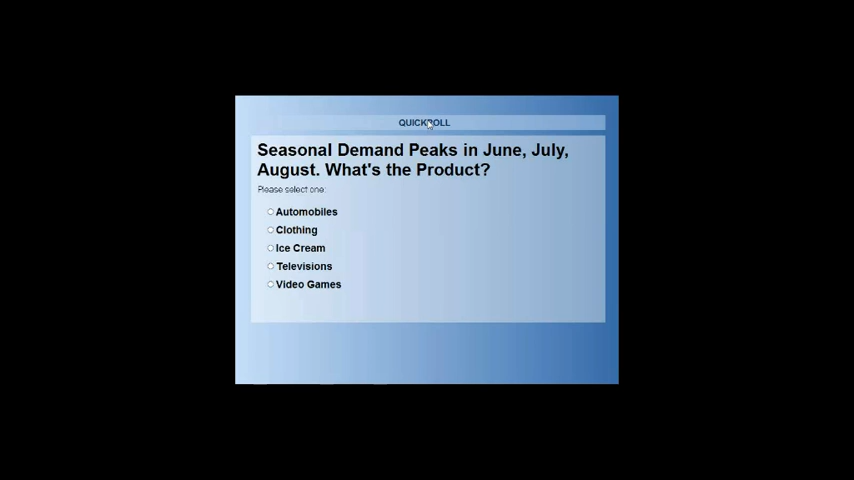 QUICKPOLL
Seasonal Demand Peaks in June, July,
August. What's the Product?
Please select one:
Automobiles
Clothing
Ice Cream
Televisions
Video Games